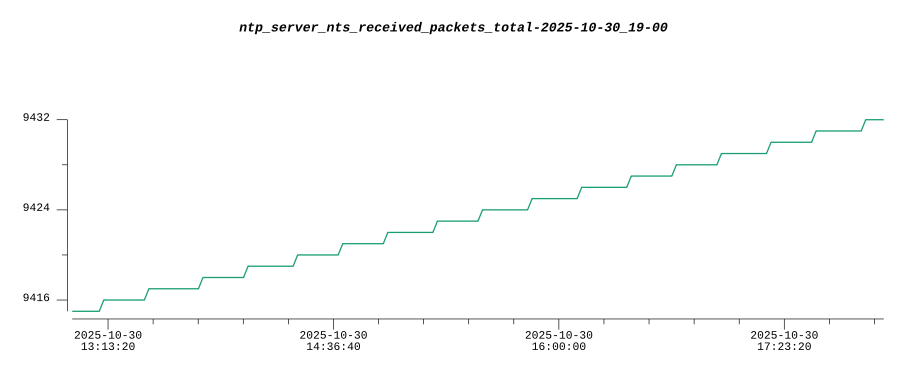 ntp_server_nts_received_packets_total-2025-10-30_19-00
9432
9424
9416
2025-10-30 2025-10-30 2025-10-30 2025-10-30
13:13:20 14:36:40 16:00:00 17:23:20